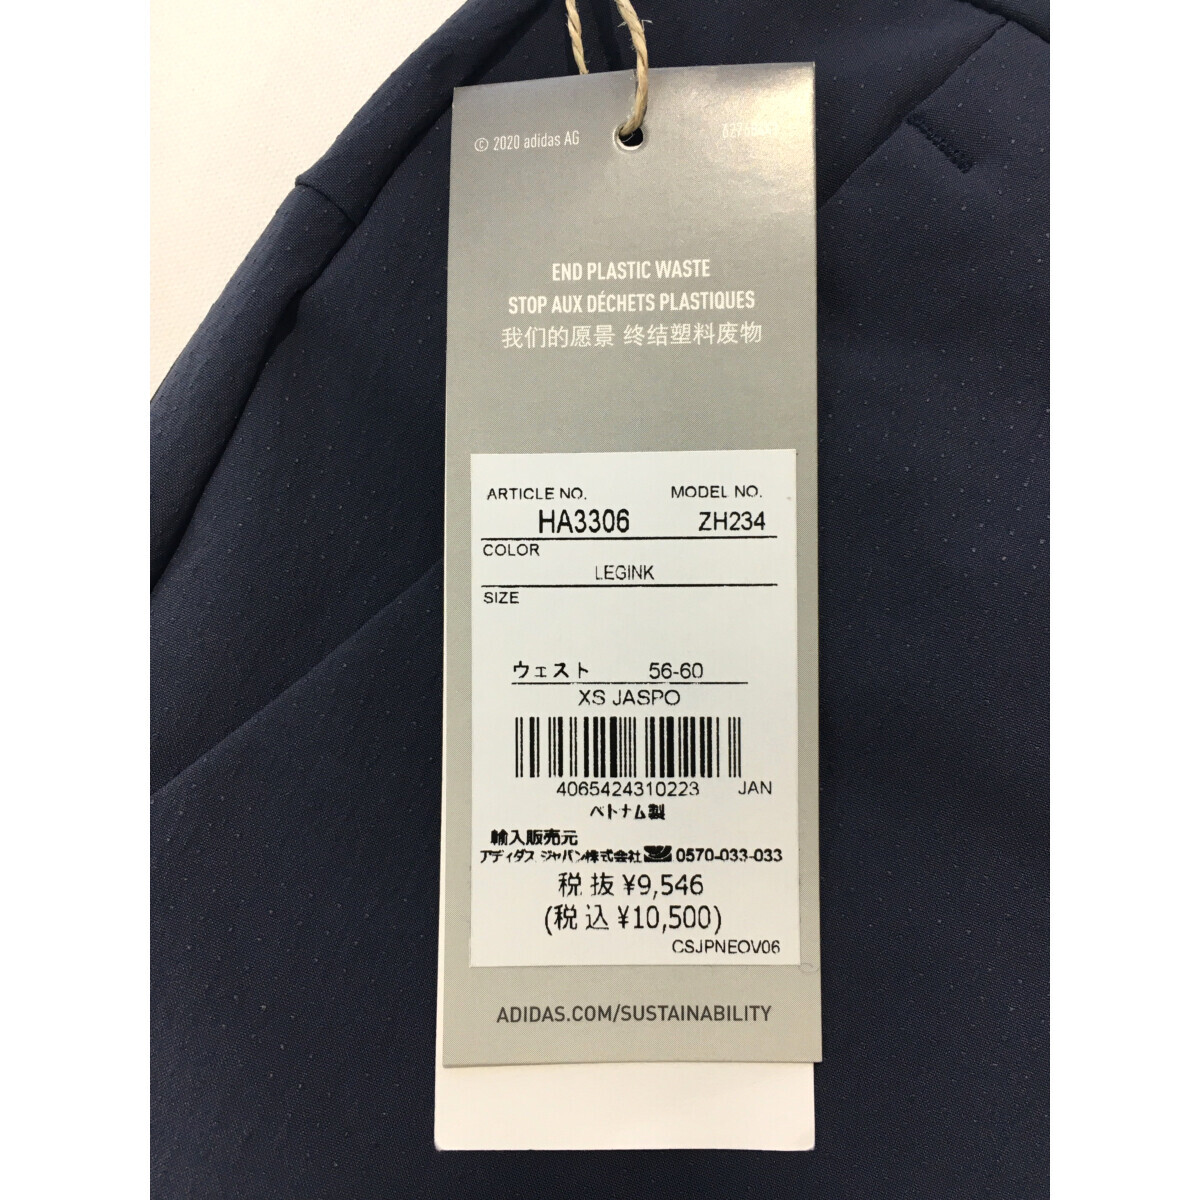 © 2020 adidas AG
END PLASTIC WASTE
STOP AUX DÉCHETS PLASTIQUES
我们的愿景 终结塑料废物
ARTICLE NO. MODEL NO.
HA3306 ZH234
COLOR
LEGINK
SIZE
ウェスト 56-60
XS JASPO
4065424310223 JAN
ベトナム製
輸入販売元
アディダス ジャパン株式会社 0570-033-033
税抜 ¥9,546
(税込 ¥10,500)
CSJPNEOV06
ADIDAS.COM/SUSTAINABILITY